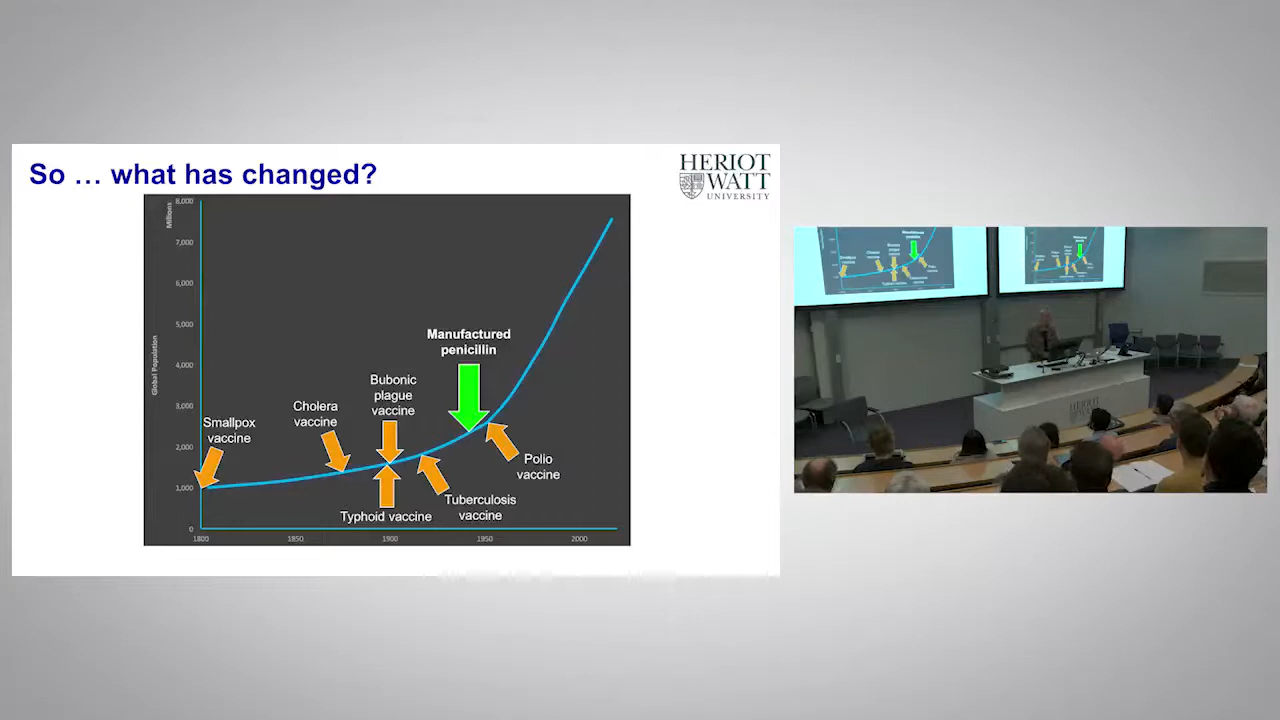 So … what has changed?
HERIOT
WATT
UNIVERSITY
Millions
8,000
7,000
6,000
5,000
4,000
3,000
2,000
1,000
0
Global Population
Manufactured
penicillin
Bubonic
plague
vaccine
Cholera
vaccine
Smallpox
vaccine
Polio
vaccine
Tuberculosis
vaccine
Typhoid vaccine
1800
1850
1900
1950
2000
HERIOT
WATT